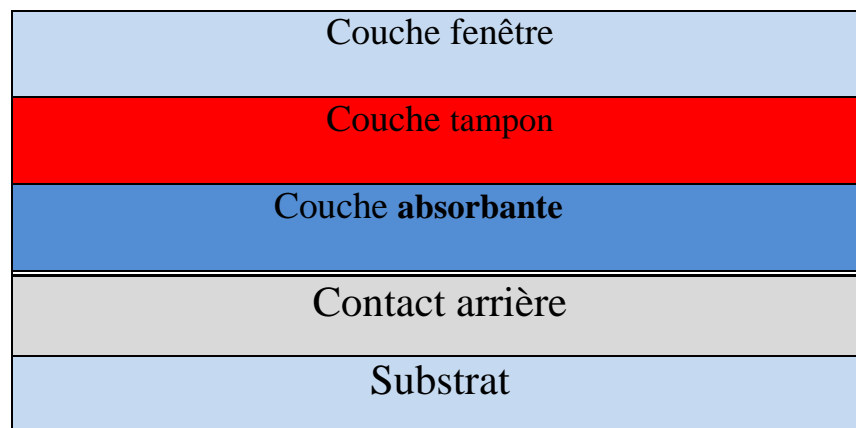 Couche fenêtre
Couche tampon
Couche absorbante
Contact arrière
Substrat